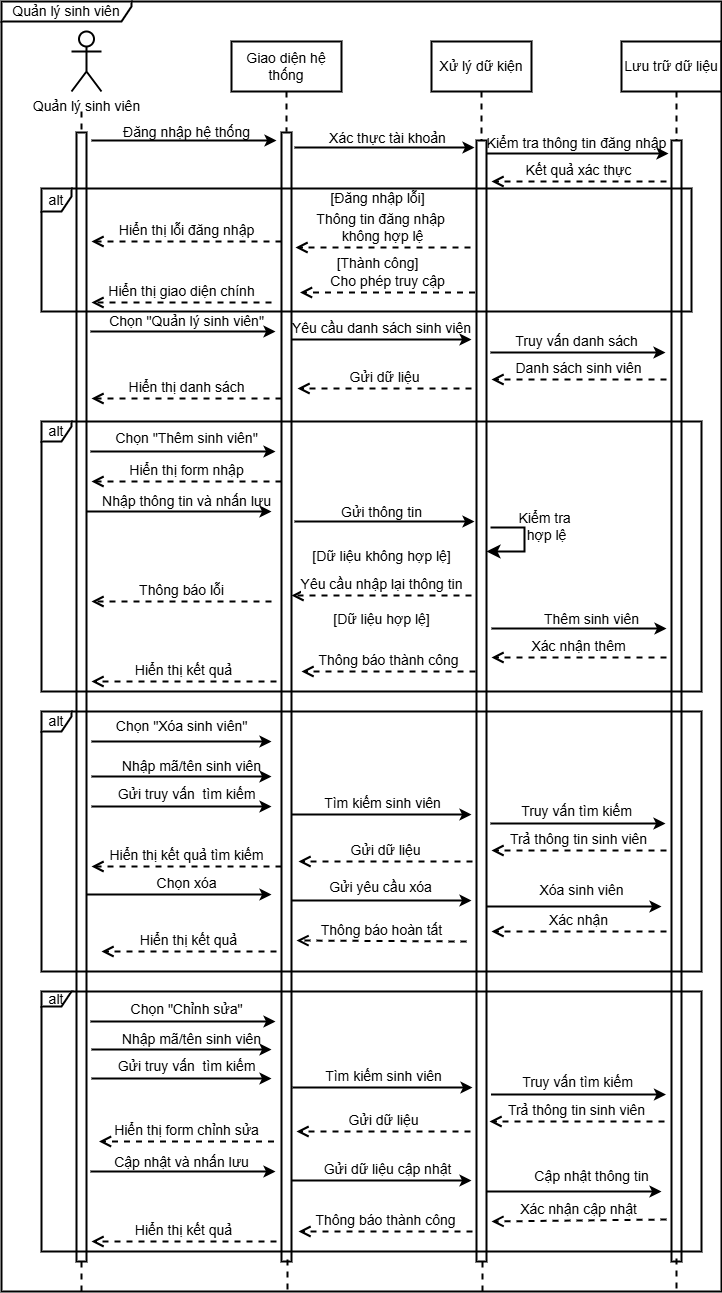 Quản lý sinh viên
Giao diện hệ
thống
Xử lý dữ kiện
Lưu trữ dữ liệu
Quản lý sinh viên
Đăng nhập hệ thống
Xác thực tài khoản
Kiểm tra thông tin đăng nhập
Kết quả xác thực
alt
[Đăng nhập lỗi]
Thông tin đăng nhập
không hợp lệ
Hiển thị lỗi đăng nhập
[Thành công]
Cho phép truy cập
Hiển thị giao diện chính
Chọn "Quản lý sinh viên"
Yêu cầu danh sách sinh viên
Truy vấn danh sách
Danh sách sinh viên
Gửi dữ liệu
Hiển thị danh sách
alt
Chọn "Thêm sinh viên"
Hiển thị form nhập
Nhập thông tin và nhấn lưu
Gửi thông tin
Kiểm tra
hợp lệ
[Dữ liệu không hợp lệ]
Yêu cầu nhập lại thông tin
Thông báo lỗi
[Dữ liệu hợp lệ]
Thêm sinh viên
Xác nhận thêm
Thông báo thành công
Hiển thị kết quả
alt
Chọn "Xóa sinh viên"
Nhập mã/tên sinh viên
Gửi truy vấn tìm kiếm
Tìm kiếm sinh viên
Truy vấn tìm kiếm
Trả thông tin sinh viên
Gửi dữ liệu
Hiển thị kết quả tìm kiếm
Chọn xóa
Gửi yêu cầu xóa
Xóa sinh viên
Xác nhận
Thông báo hoàn tất
Hiển thị kết quả
alt
Chọn "Chỉnh sửa"
Nhập mã/tên sinh viên
Gửi truy vấn tìm kiếm
Tìm kiếm sinh viên
Truy vấn tìm kiếm
Trả thông tin sinh viên
Gửi dữ liệu
Hiển thị form chỉnh sửa
Cập nhật và nhấn lưu
Gửi dữ liệu cập nhật
Cập nhật thông tin
Xác nhận cập nhật
Thông báo thành công
Hiển thị kết quả